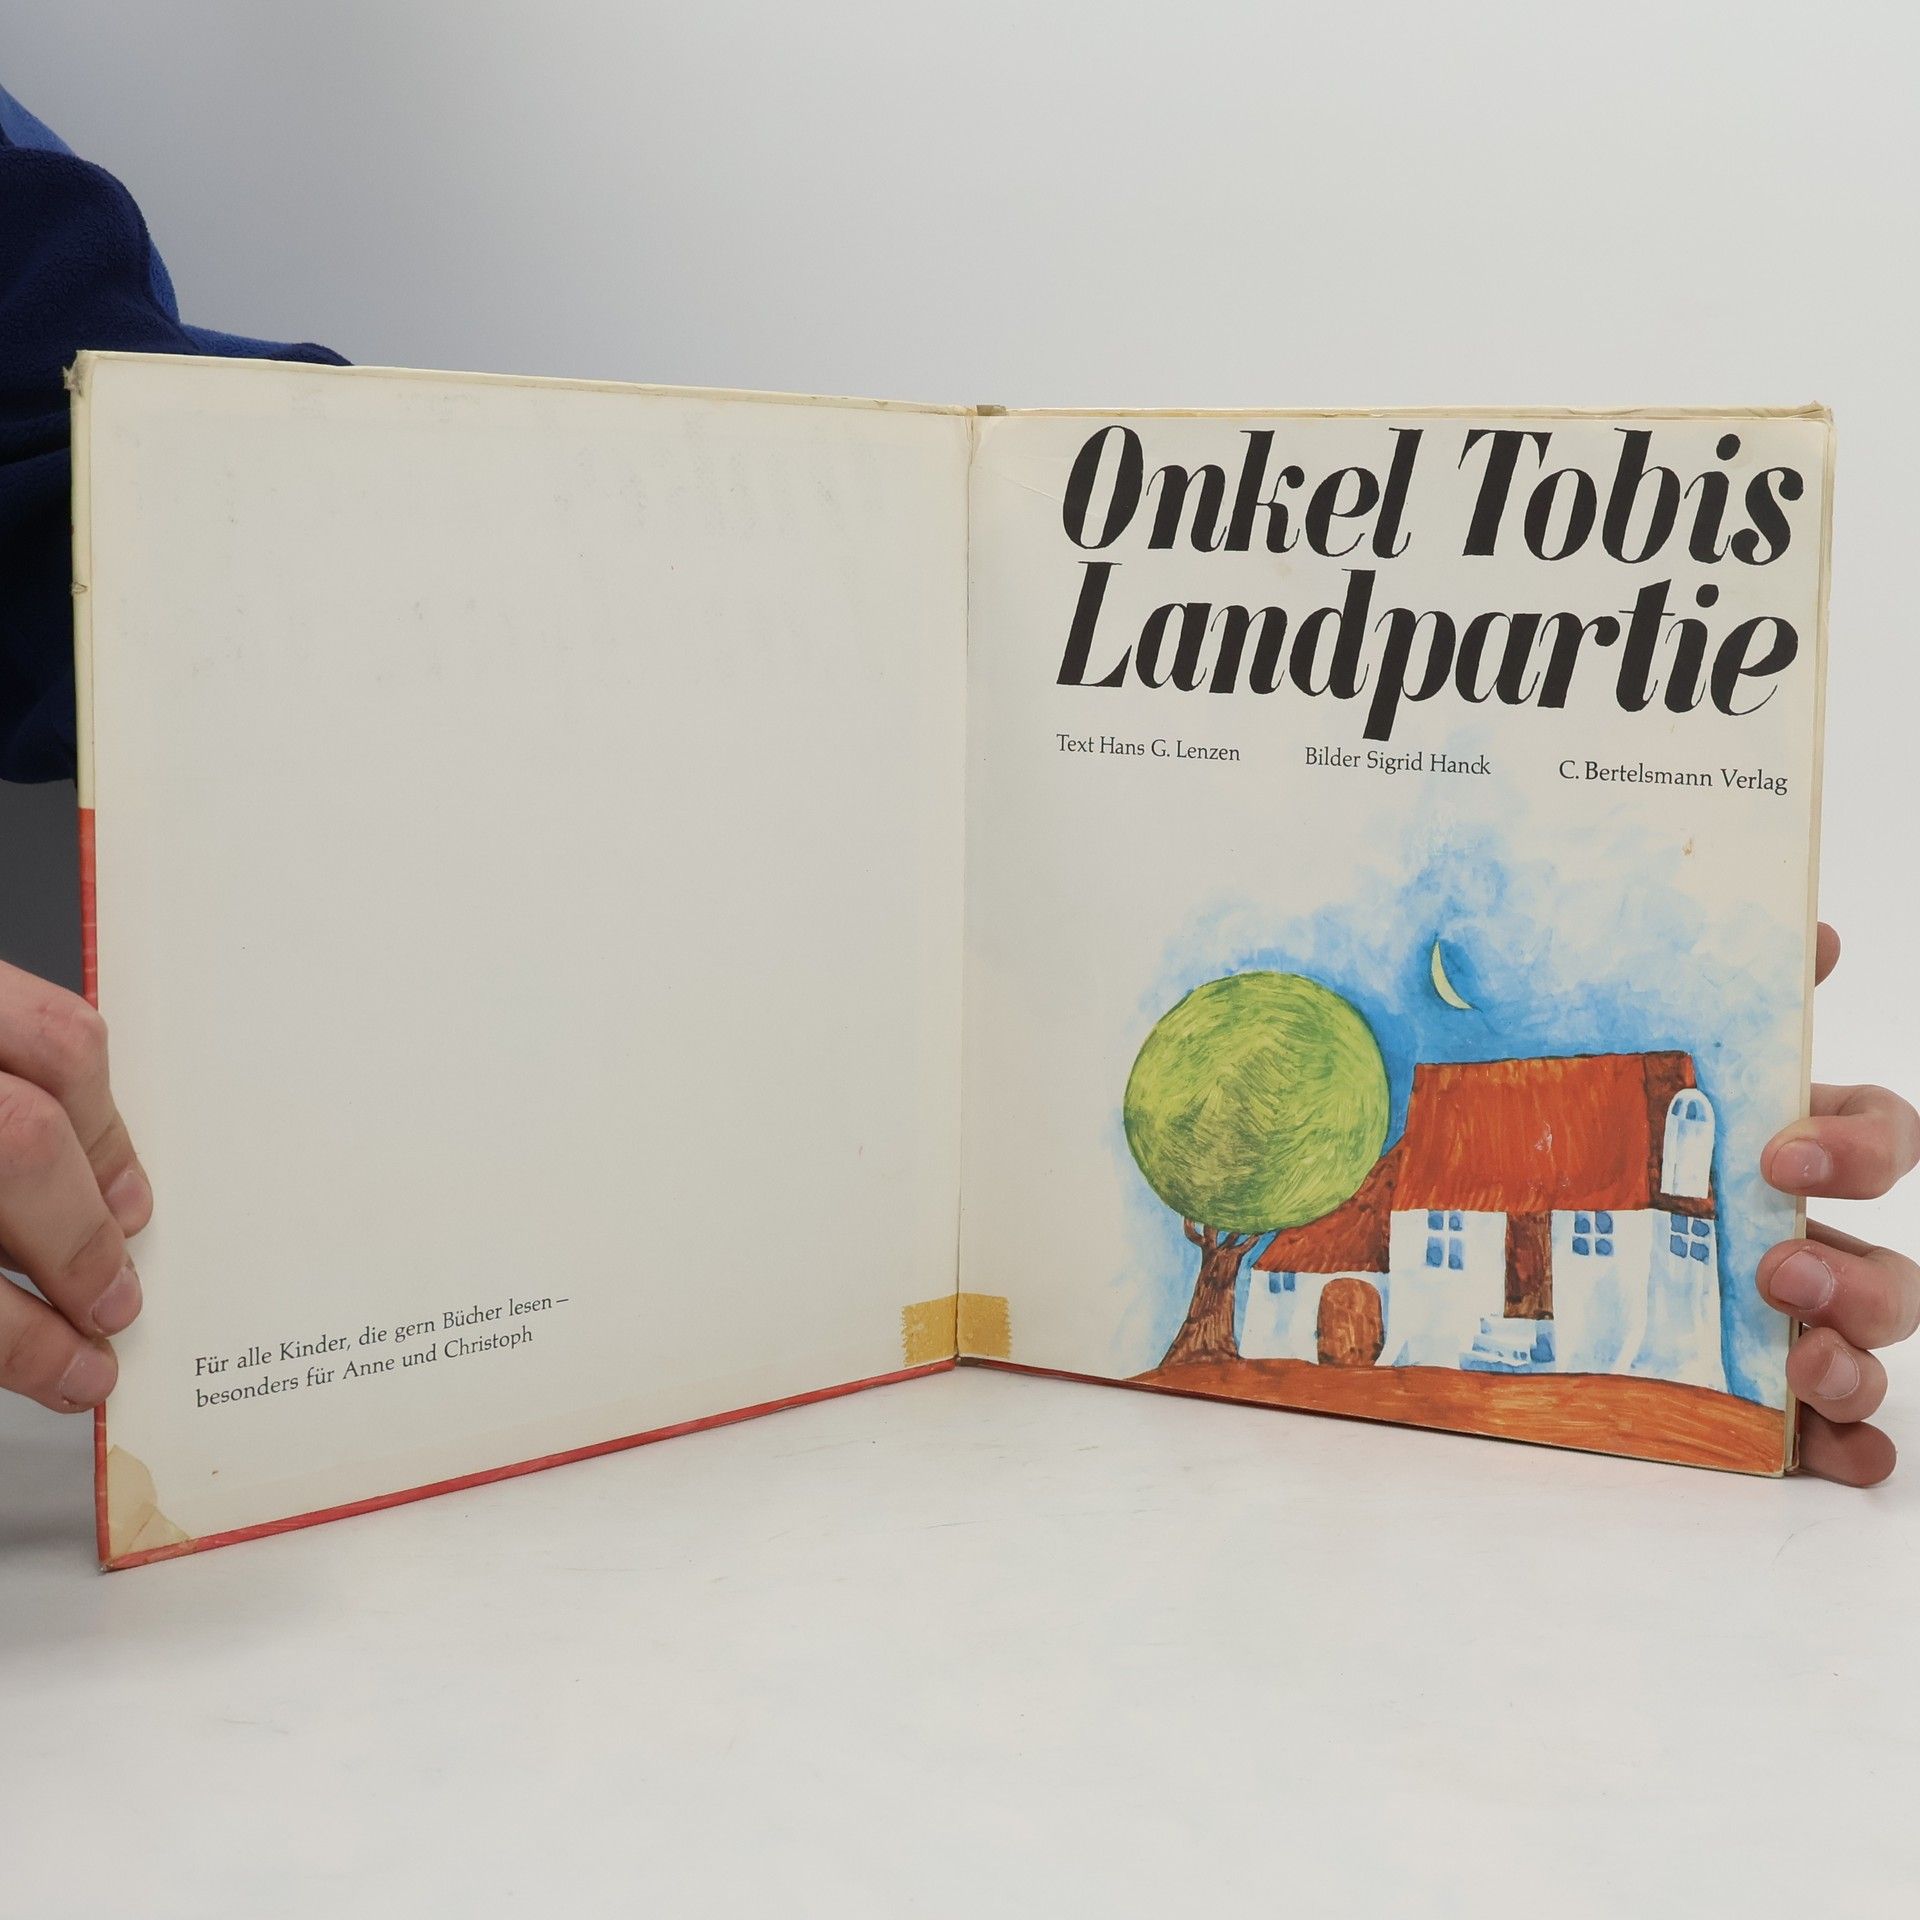 Für alle Kinder, die gern Bücher lesen –
besonders für Anne und Christoph
Onkel Tobis
Landpartie
Text Hans G. Lenzen Bilder Sigrid Hanck C. Bertelsmann Verlag